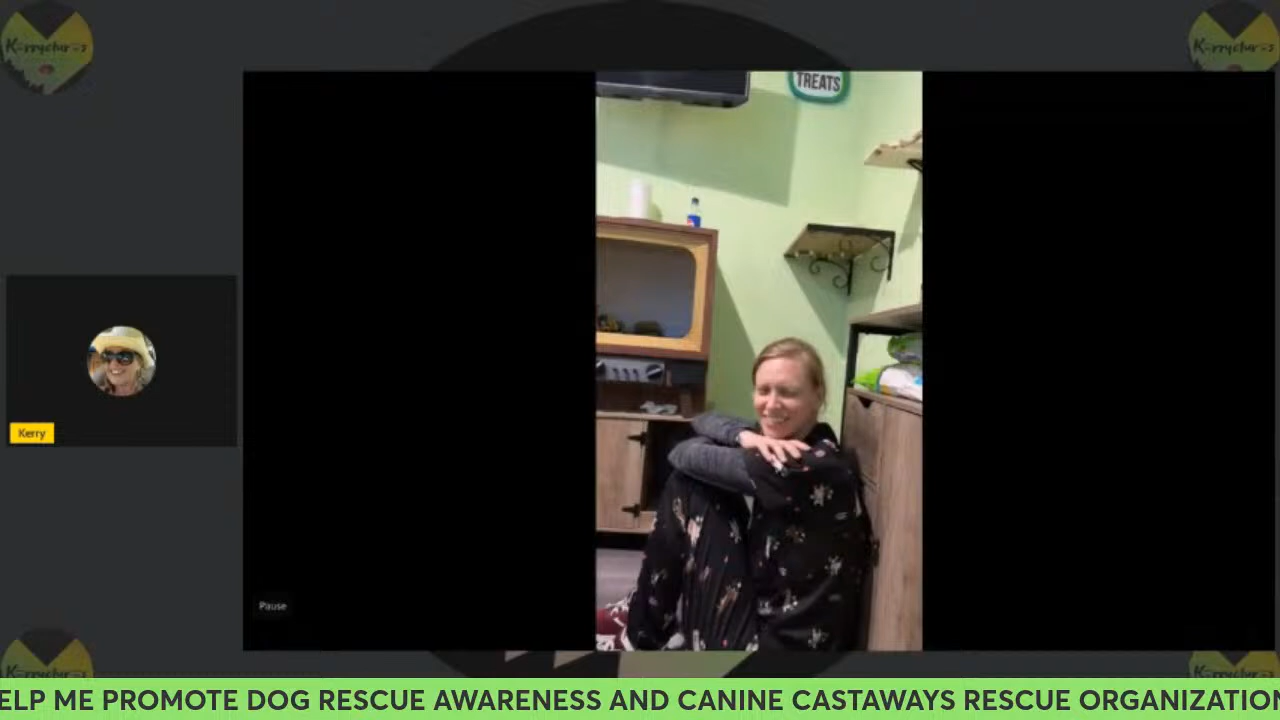 TREATS
Kerry
Pause
ELP ME PROMOTE DOG RESCUE AWARENESS AND CANINE CASTAWAYS RESCUE ORGANIZATION